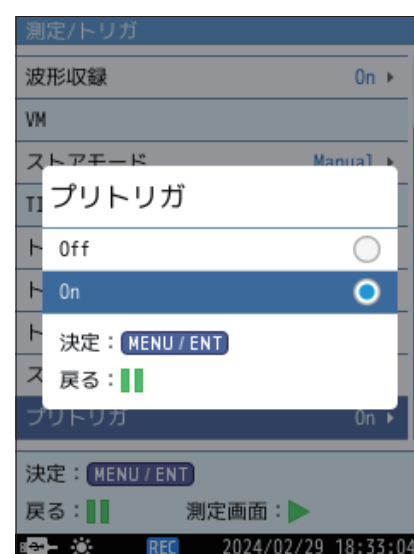 測定/トリガ
波形収録 On
VM
ストアモード Manual
プリトリガ
Off
On
決定：MENU / ENT
戻る：
プリトリガ On
決定：MENU / ENT
戻る： 測定画面：
REC 2024/02/29 18:33:04